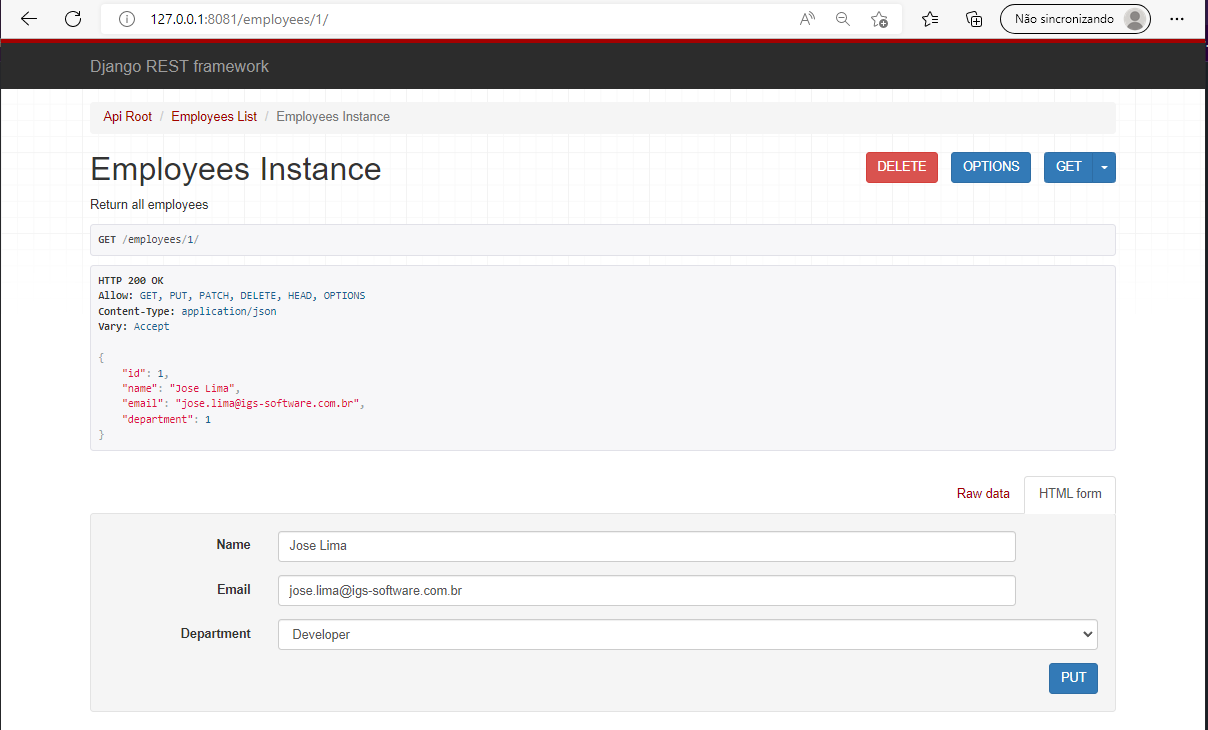 127.0.0.1:8081/employees/1/
Não sincronizando
Django REST framework
Api Root / Employees List / Employees Instance
Employees Instance
DELETE
OPTIONS
GET
Return all employees
GET /employees/1/
HTTP 200 OK
Allow: GET, PUT, PATCH, DELETE, HEAD, OPTIONS
Content-Type: application/json
Vary: Accept
{
"id": 1,
"name": "Jose Lima",
"email": "jose.lima@igs-software.com.br",
"department": 1
}
Raw data
HTML form
Name
Jose Lima
Email
jose.lima@igs-software.com.br
Department
Developer
PUT